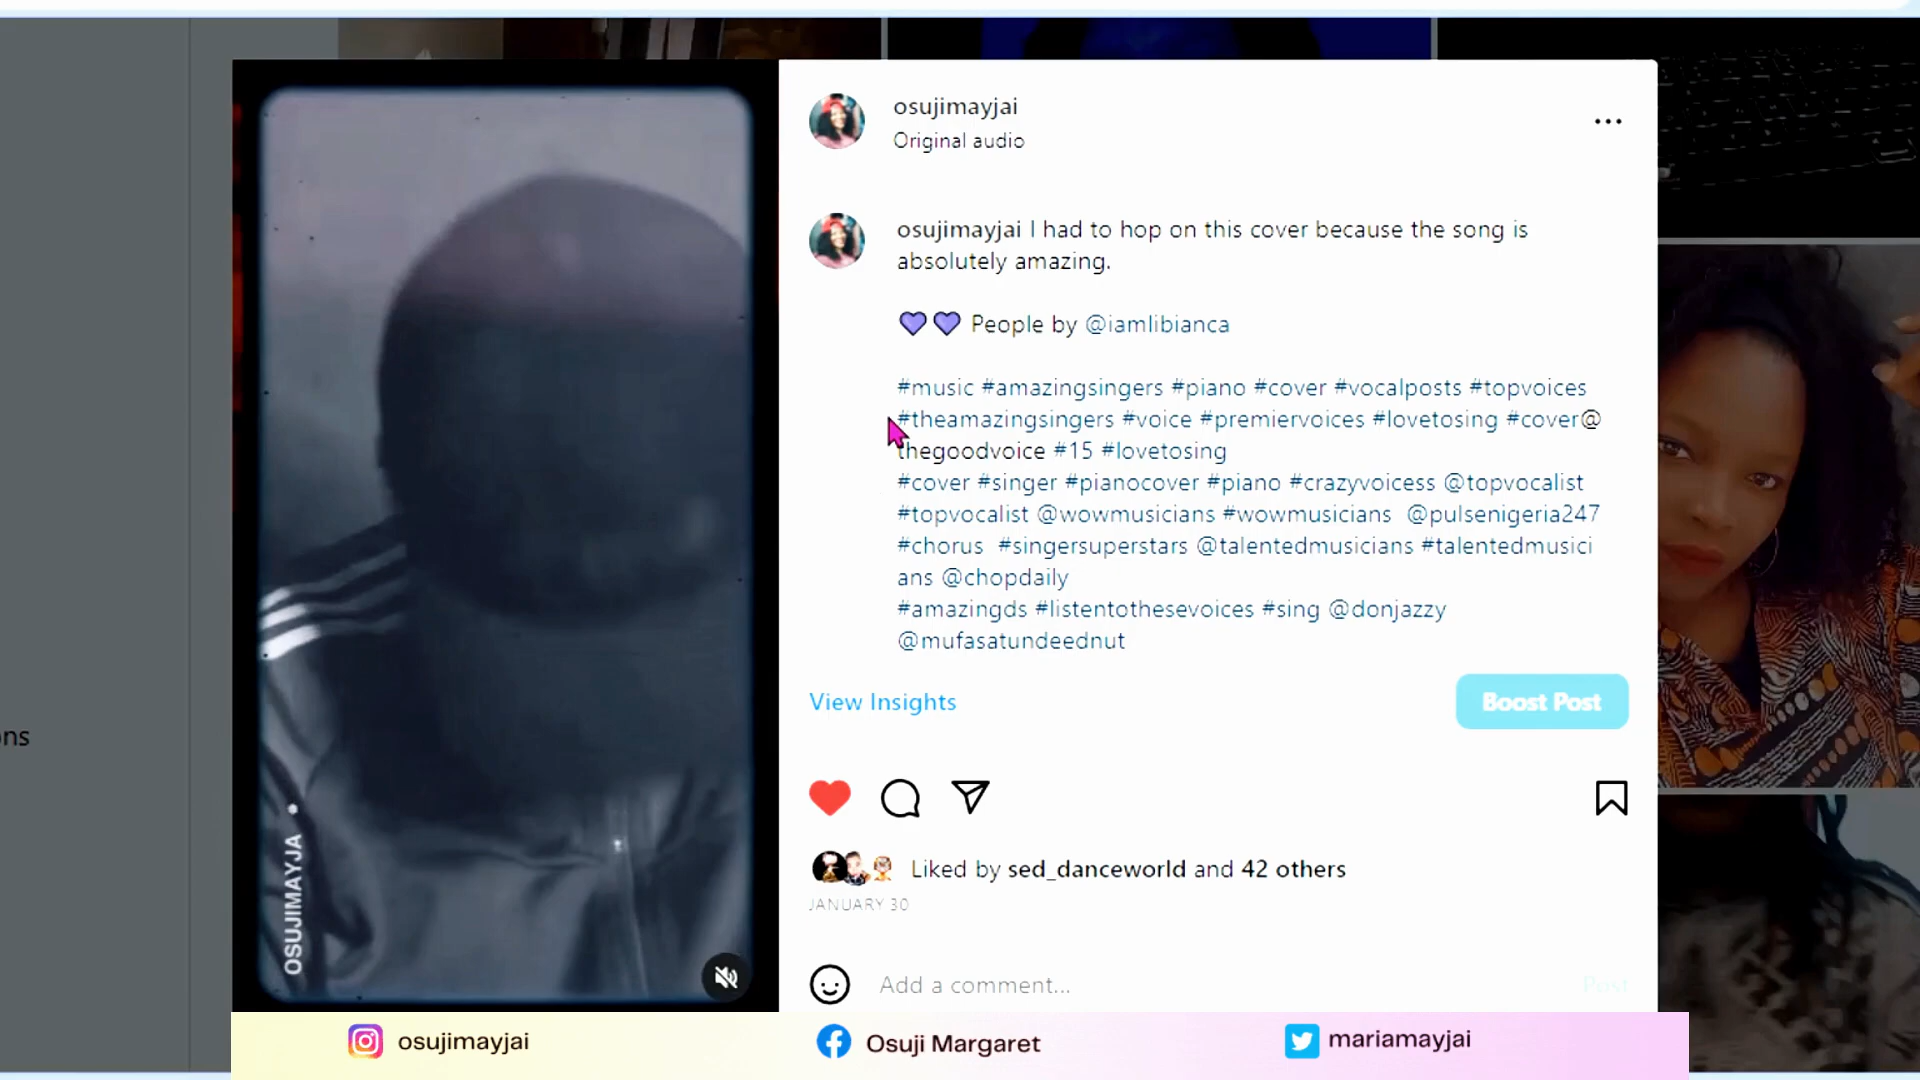 osujimayjai
Original audio
osujimayjai I had to hop on this cover because the song is
absolutely amazing.
💜💜 People by @iamlibianca
#music #amazingsingers #piano #cover #vocalposts #topvoices
#theamazingsingers #voice #premiervoices #lovetosing #cover@
thegoodvoice #15 #lovetosing
#cover #singer #pianocover #piano #crazyvoicess @topvocalist
#topvocalist @wowmusicians #wowmusicians @pulsenigeria247
#chorus #singersuperstars @talentedmusicians #talentedmusici
ans @chopdaily
#amazingds #listentothesevoices #sing @donjazzy
@mufasatundeednut
View Insights
Boost Post
Liked by sed_danceworld and 42 others
JANUARY 30
Add a comment...
Post
OSUJIMAYJA
ons
osujimayjai
Osuji Margaret
mariamayjai